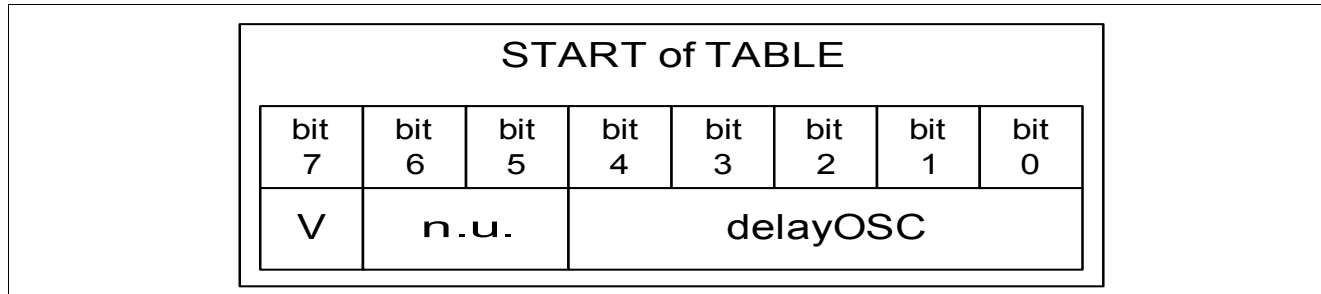 START of TABLE
bit bit bit bit bit bit bit bit
7 6 5 4 3 2 1 0
V n.u. delayOSC